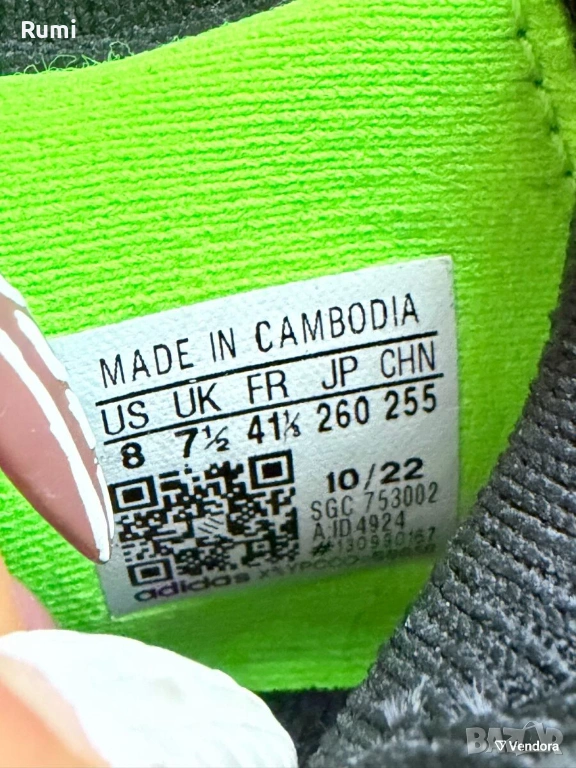 Rumi
MADE IN CAMBODIA
US UK FR JP CHN
8 7½ 41⅓ 260 255
10/22
SGC 753002
A.ID4924
adidas
BAZAR
Vendora